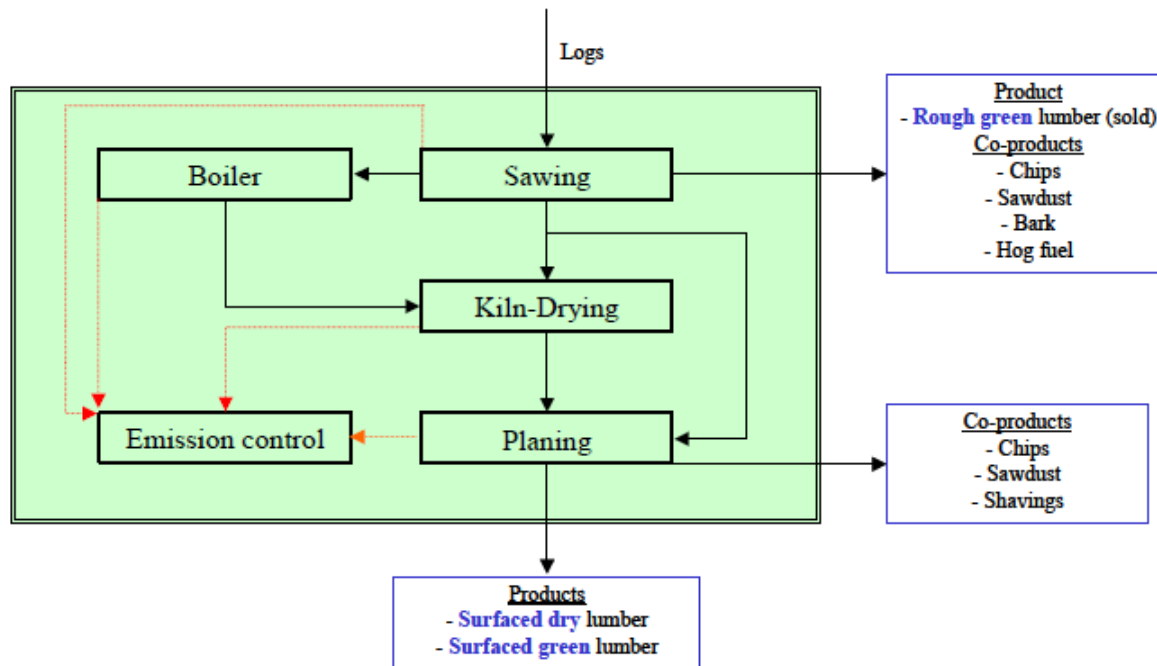 Logs
Product
- Rough green lumber (sold)
Co-products
- Chips
- Sawdust
- Bark
- Hog fuel
Boiler
Sawing
Kiln-Drying
Emission control
Planing
Co-products
- Chips
- Sawdust
- Shavings
Products
- Surfaced dry lumber
- Surfaced green lumber